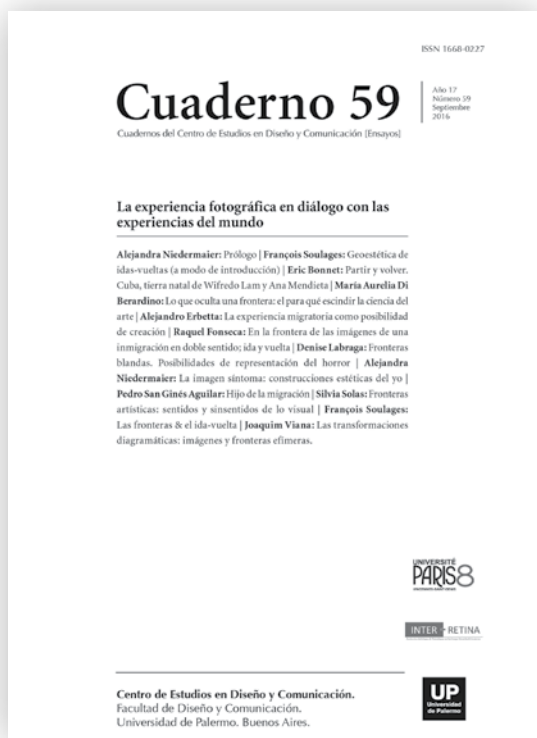 ISSN 1668-0227
Cuaderno 59
Año 17
Número 59
Septiembre
2016
Cuadernos del Centro de Estudios en Diseño y Comunicación [Ensayos]
La experiencia fotográfica en diálogo con las
experiencias del mundo
Alejandra Niedermaier: Prólogo | François Soulages: Geoestética de
idas-vueltas (a modo de introducción) | Eric Bonnet: Partir y volver.
Cuba, tierra natal de Wifredo Lam y Ana Mendieta | María Aurelia Di
Berardino: Lo que oculta una frontera: el para qué escindir la ciencia del
arte | Alejandro Erbetta: La experiencia migratoria como posibilidad
de creación | Raquel Fonseca: En la frontera de las imágenes de una
inmigración en doble sentido; ida y vuelta | Denise Labraga: Fronteras
blandas. Posibilidades de representación del horror | Alejandra
Niedermaier: La imagen síntoma: construcciones estéticas del yo |
Pedro San Ginés Aguilar: Hijo de la migración | Silvia Solas: Fronteras
artísticas: sentidos y sinsentidos de lo visual | François Soulages:
Las fronteras & el ida-vuelta | Joaquim Viana: Las transformaciones
diagramáticas: imágenes y fronteras efímeras.
UNIVERSITÉ
PARIS8
INTER RETINA
Centro de Estudios en Diseño y Comunicación.
Facultad de Diseño y Comunicación.
Universidad de Palermo. Buenos Aires.
UP
Universidad
de Palermo